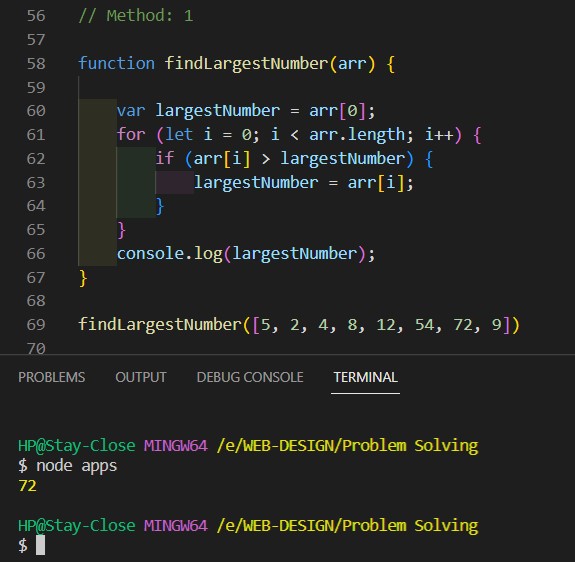 56 // Method: 1
57
58 function findLargestNumber(arr) {
59
60 var largestNumber = arr[0];
61 for (let i = 0; i < arr.length; i++) {
62 if (arr[i] > largestNumber) {
63 largestNumber = arr[i];
64 }
65 }
66 console.log(largestNumber);
67 }
68
69 findLargestNumber([5, 2, 4, 8, 12, 54, 72, 9])
70
PROBLEMS OUTPUT DEBUG CONSOLE TERMINAL
HP@Stay-Close MINGW64 /e/WEB-DESIGN/Problem Solving
$ node apps
72
HP@Stay-Close MINGW64 /e/WEB-DESIGN/Problem Solving
$